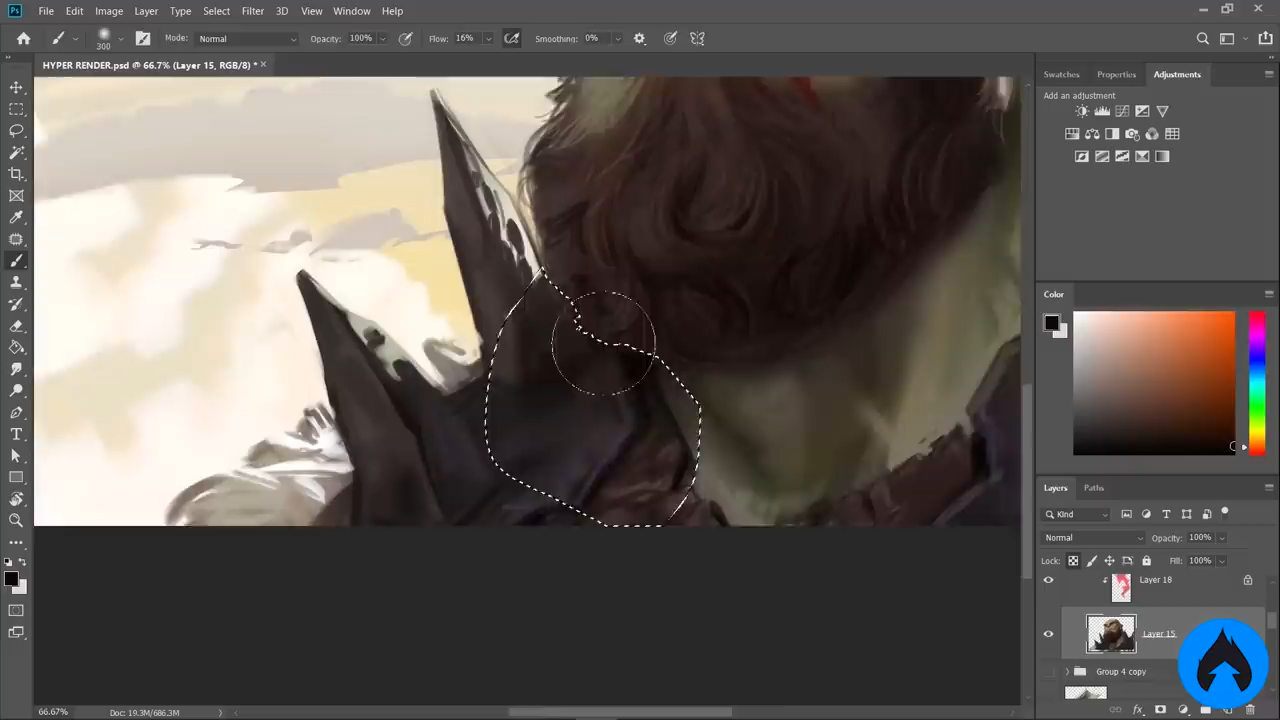 Ps File Edit Image Layer Type Select Filter 3D View Window Help
300 Mode: Normal Opacity: 100% Flow: 16% Smoothing: 0%
HYPER RENDER.psd @ 66.7% (Layer 15, RGB/8) *
Swatches Properties Adjustments
Add an adjustment
Color
Layers Paths
Kind
Normal Opacity: 100%
Lock: Fill: 100%
Layer 18
Layer 15
Group 4 copy
66.67% Doc: 19.3M/686.3M